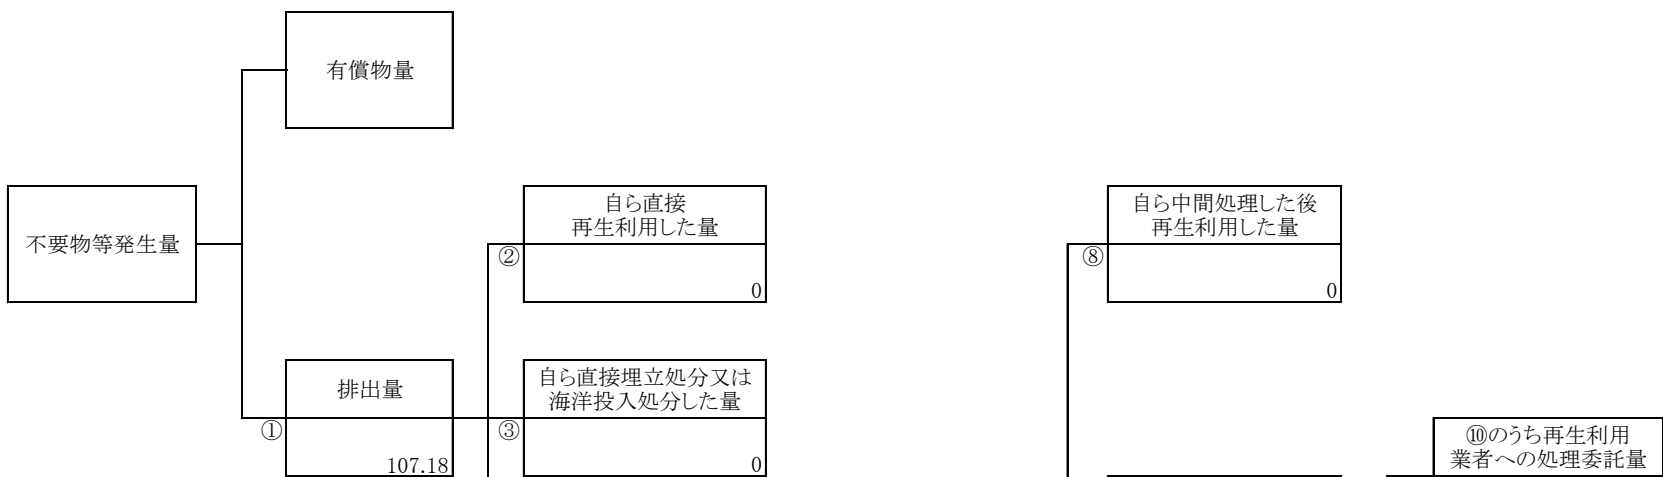 有償物量
不要物等発生量
自ら直接
再生利用した量
②
0
自ら中間処理した後
再生利用した量
⑧
0
排出量
①
107.18
自ら直接埋立処分又は
海洋投入処分した量
③
0
⑩のうち再生利用
業者への処理委託量